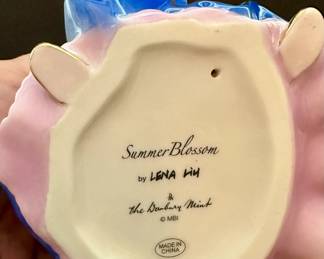 Summer Blossom
by LENA LIU
&
the Danbury Mint
© MBI
MADE IN
CHINA